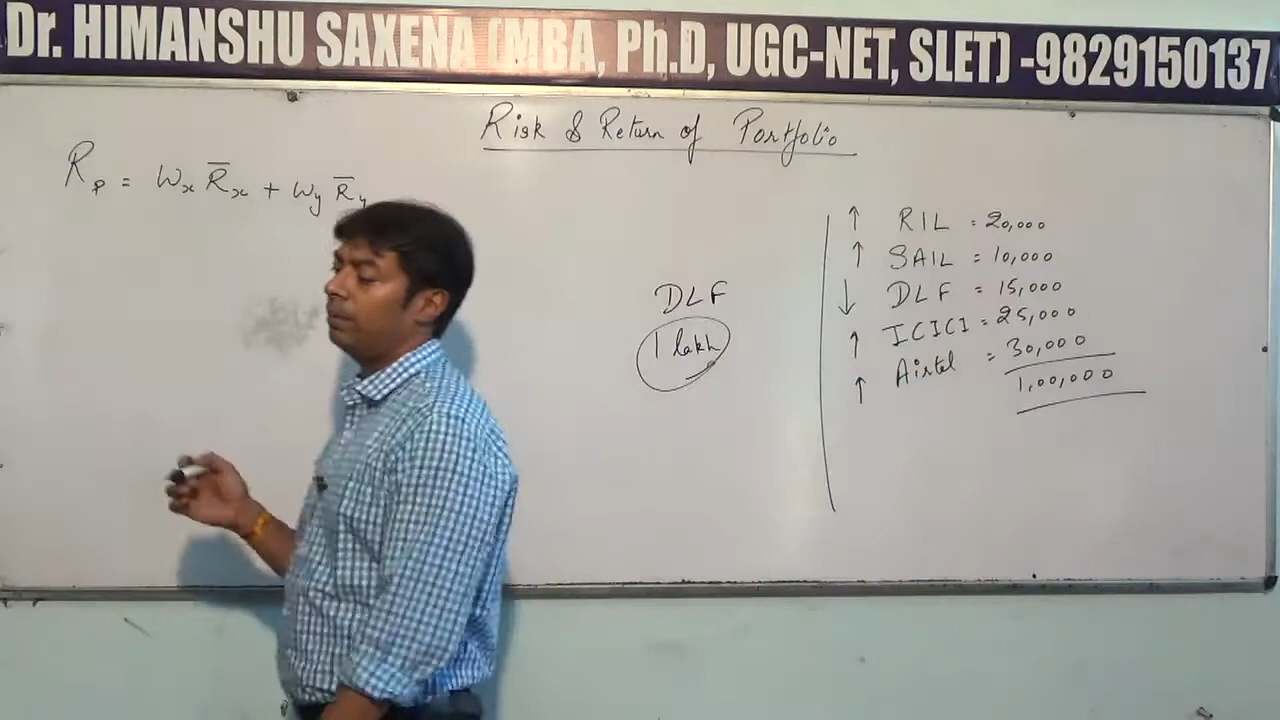 Dr. HIMANSHU SAXENA (MBA, Ph.D, UGC-NET, SLET) -9829150137
Risk & Return of Portfolio
Rp = Wx R̄x + Wy R̄y
DLF
1 lakh
↑ RIL = 20,000
↑ SAIL = 10,000
↓ DLF = 15,000
↑ ICICI = 25,000
↑ Airtel = 30,000
1,00,000